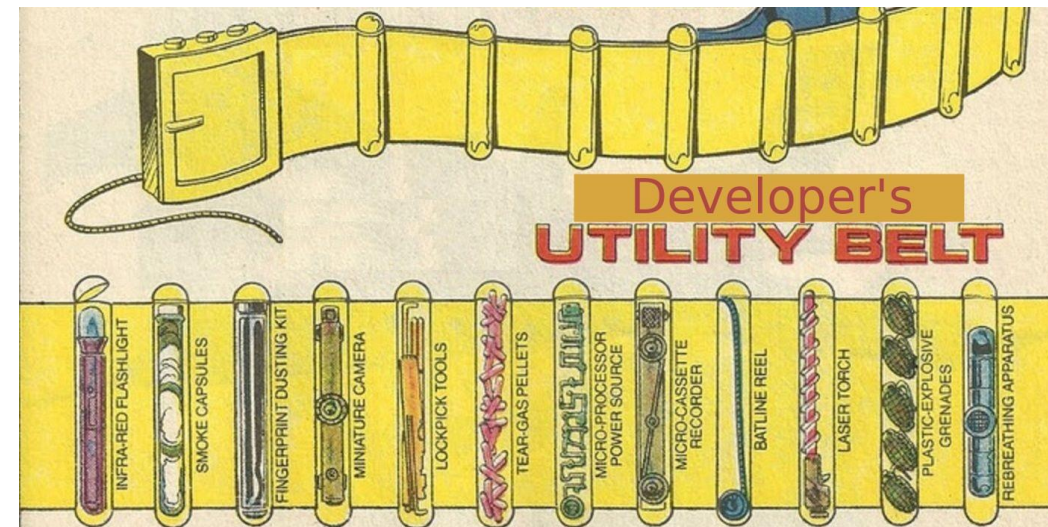 Developer's
UTILITY BELT
INFRA-RED FLASHLIGHT
SMOKE CAPSULES
FINGERPRINT DUSTING KIT
MINIATURE CAMERA
LOCKPICK TOOLS
TEAR-GAS PELLETS
MICRO-PROCESSOR
POWER SOURCE
MICRO-CASSETTE
RECORDER
BATLINE REEL
LASER TORCH
PLASTIC-EXPLOSIVE
GRENADES
REBREATHING APPARATUS